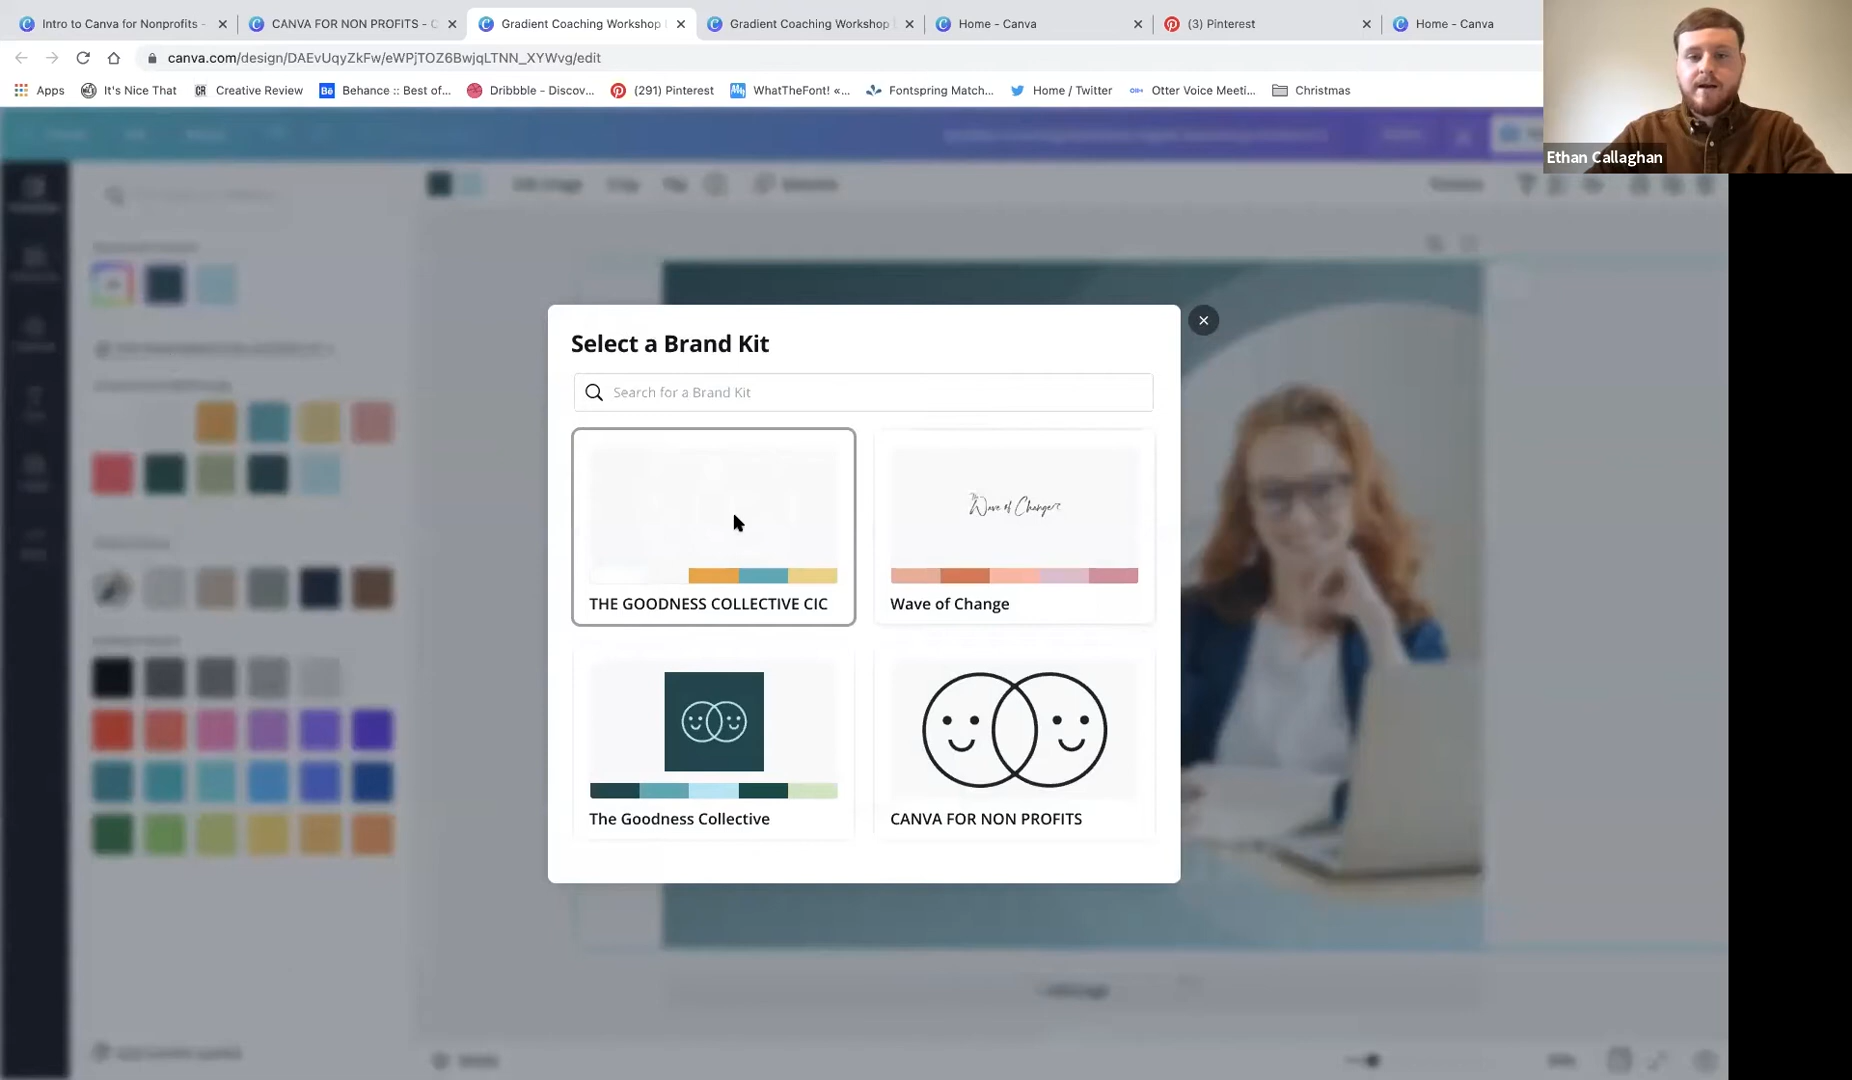 Intro to Canva for Nonprofits -
CANVA FOR NON PROFITS - C
Gradient Coaching Workshop
Gradient Coaching Workshop
Home - Canva
(3) Pinterest
Home - Canva
canva.com/design/DAEvUqyZkFw/eWPjTOZ6BwjqLTNN_XYWvg/edit
Apps
It's Nice That
CR
Creative Review
Bē
Behance :: Best of...
Dribbble - Discov...
(291) Pinterest
WhatTheFont! «...
Fontspring Match...
Home / Twitter
Otter Voice Meeti...
Christmas
Ethan Callaghan
Select a Brand Kit
Search for a Brand Kit
THE GOODNESS COLLECTIVE CIC
The Wave of Change
Wave of Change
The Goodness Collective
CANVA FOR NON PROFITS